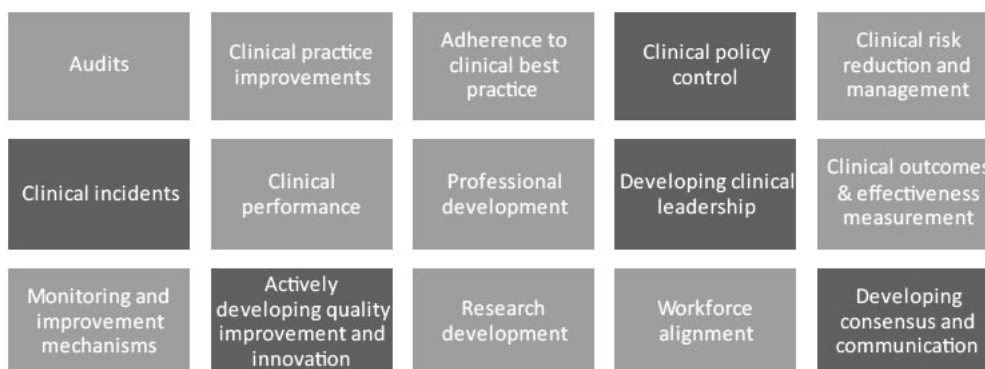 Audits
Clinical practice
improvements
Adherence to
clinical best
practice
Clinical policy
control
Clinical risk
reduction and
management
Clinical incidents
Clinical
performance
Professional
development
Developing clinical
leadership
Clinical outcomes
& effectiveness
measurement
Monitoring and
improvement
mechanisms
Actively
developing quality
improvement and
innovation
Research
development
Workforce
alignment
Developing
consensus and
communication